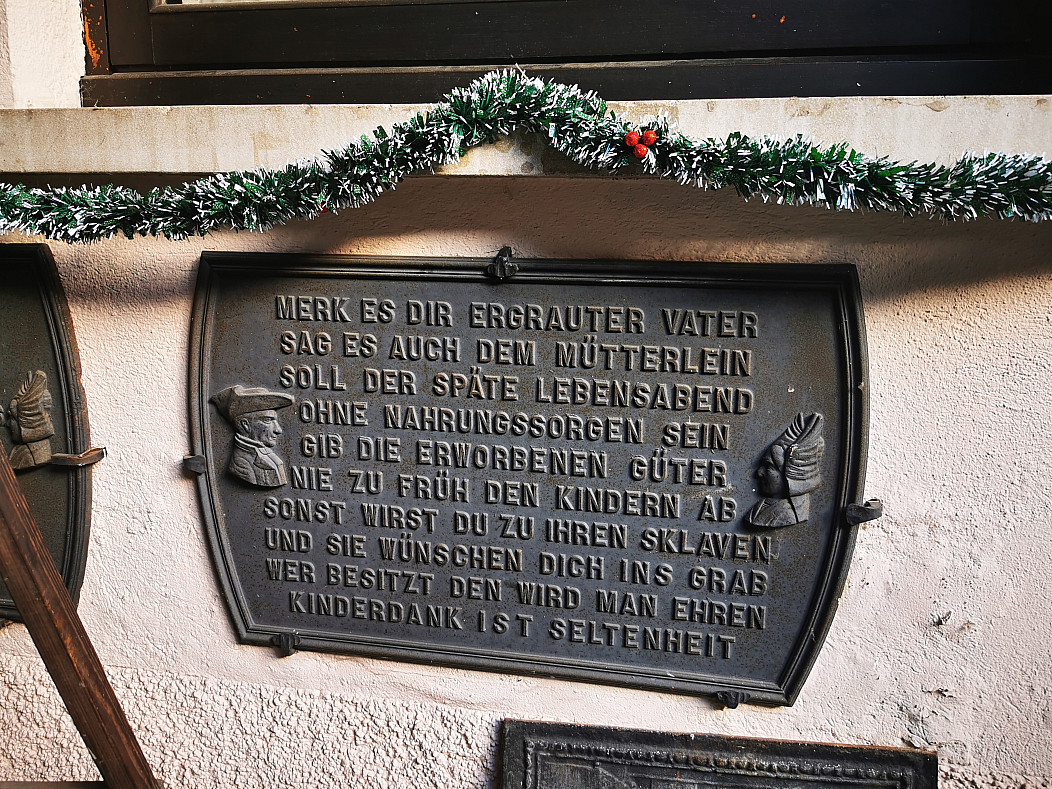 MERK ES DIR ERGRAUTER VATER
SAG ES AUCH DEM MÜTTERLEIN
SOLL DER SPÄTE LEBENSABEND
OHNE NAHRUNGSSORGEN SEIN
GIB DIE ERWORBENEN GÜTER
NIE ZU FRÜH DEN KINDERN AB
SONST WIRST DU ZU IHREN SKLAVEN
UND SIE WÜNSCHEN DICH INS GRAB
WER BESITZT DEN WIRD MAN EHREN
KINDERDANK IST SELTENHEIT